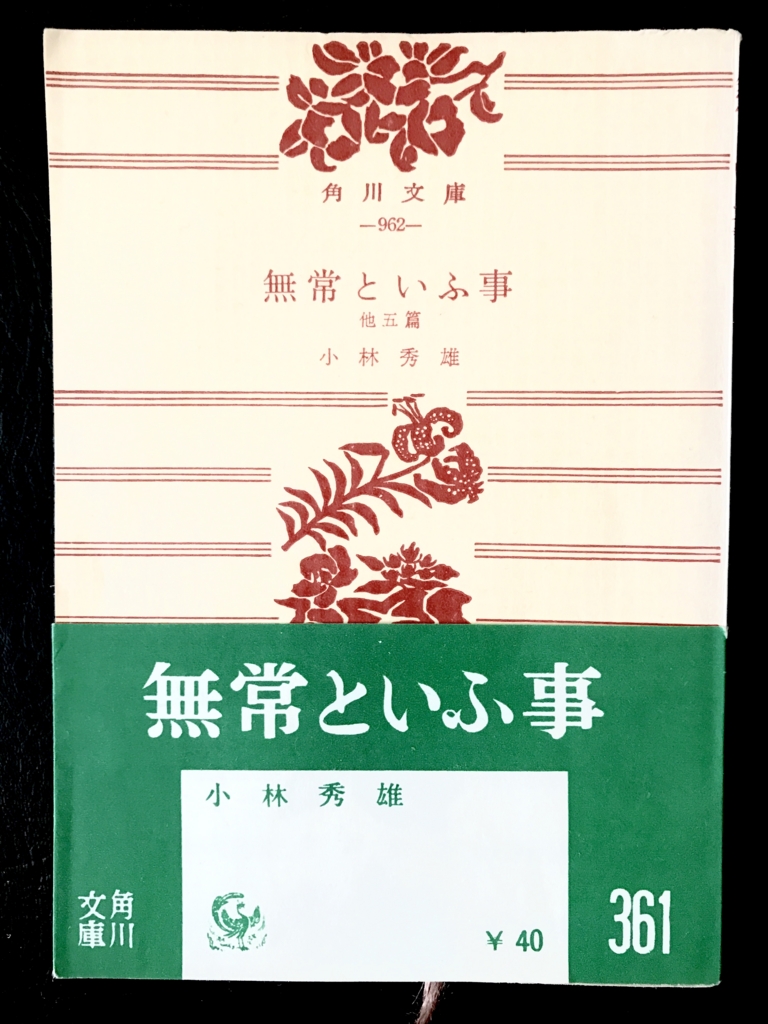 角川文庫
—962—
無常といふ事
他五篇
小林秀雄
無常といふ事
小林秀雄
角川
文庫
¥ 40
361